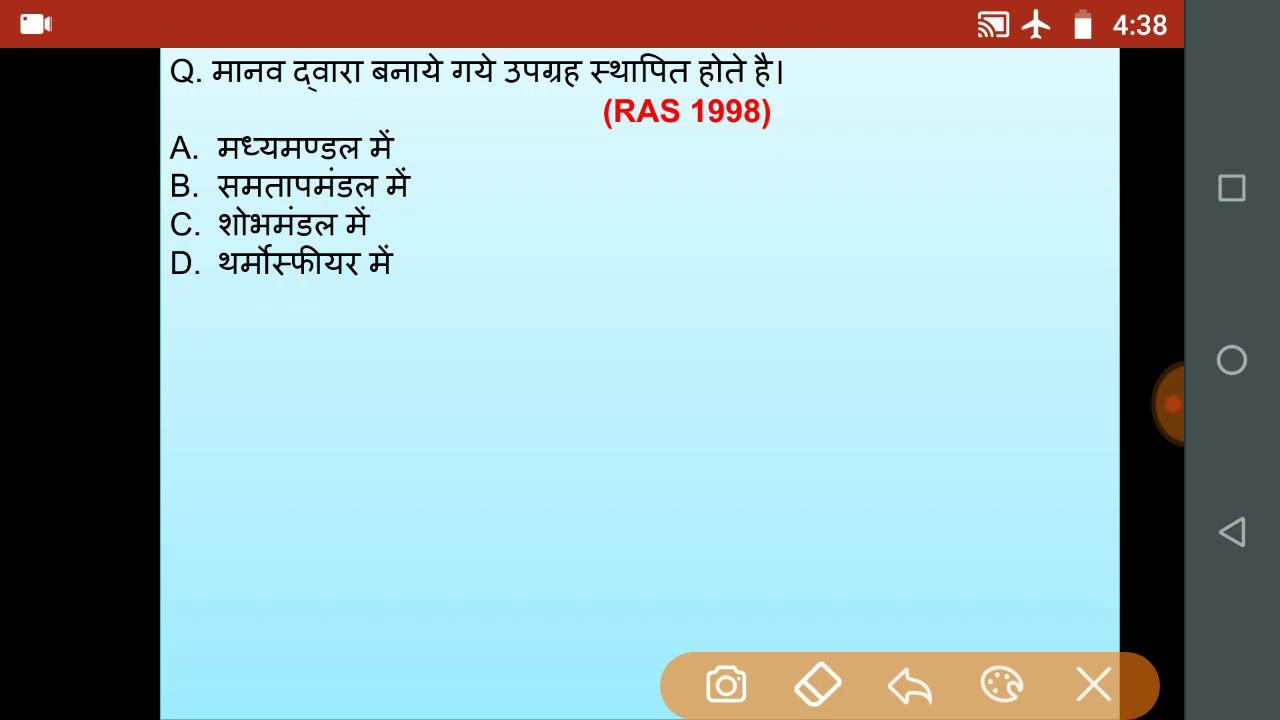 4:38
Q. मानव द्वारा बनाये गये उपग्रह स्थापित होते है।
(RAS 1998)
A. मध्यमण्डल में
B. समतापमंडल में
C. शोभमंडल में
D. थर्मोस्फीयर में